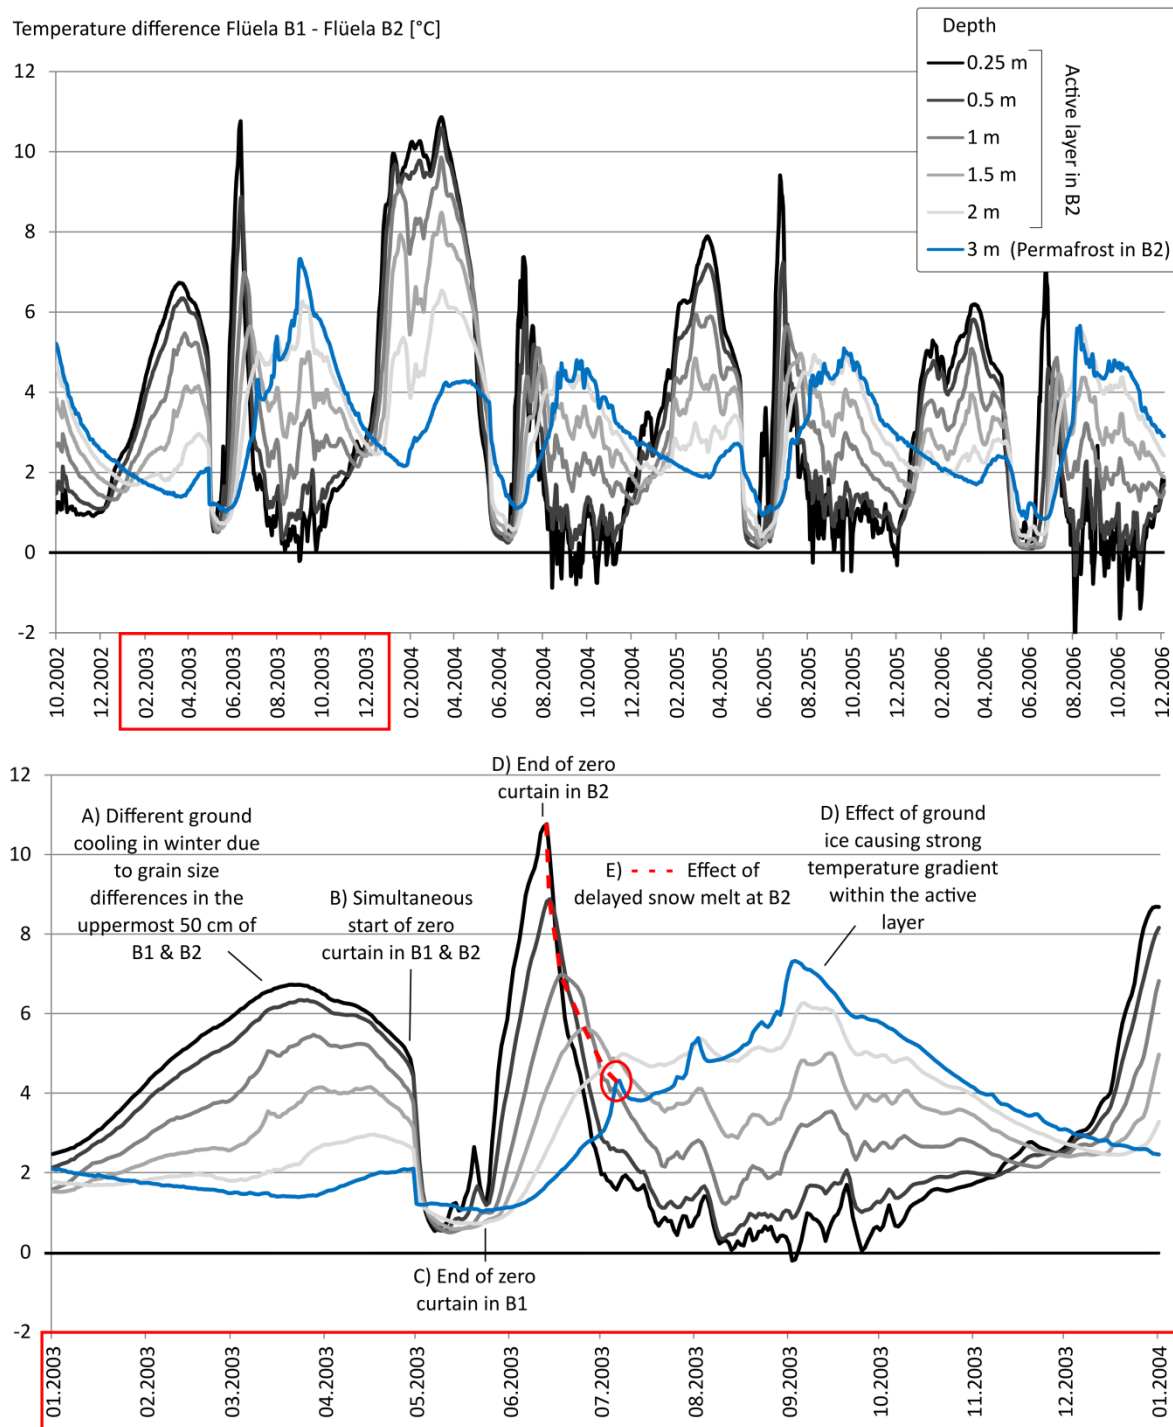 Temperature difference Flüela B1 - Flüela B2 [°C]
Depth
0.25 m
0.5 m
1 m
1.5 m
2 m
3 m (Permafrost in B2)
Active layer in B2
12
10
8
6
4
2
0
-2
10.2002
12.2002
02.2003
04.2003
06.2003
08.2003
10.2003
12.2003
02.2004
04.2004
06.2004
08.2004
10.2004
12.2004
02.2005
04.2005
06.2005
08.2005
10.2005
12.2005
02.2006
04.2006
06.2006
08.2006
10.2006
12.2006
12
10
8
6
4
2
0
-2
A) Different ground
cooling in winter due
to grain size
differences in the
uppermost 50 cm of
B1 & B2
B) Simultaneous
start of zero
curtain in B1 & B2
D) End of zero
curtain in B2
E) Effect of
delayed snow melt at B2
D) Effect of ground
ice causing strong
temperature gradient
within the active
layer
C) End of zero
curtain in B1
01.2003
02.2003
03.2003
04.2003
05.2003
06.2003
07.2003
08.2003
09.2003
10.2003
11.2003
12.2003
01.2004